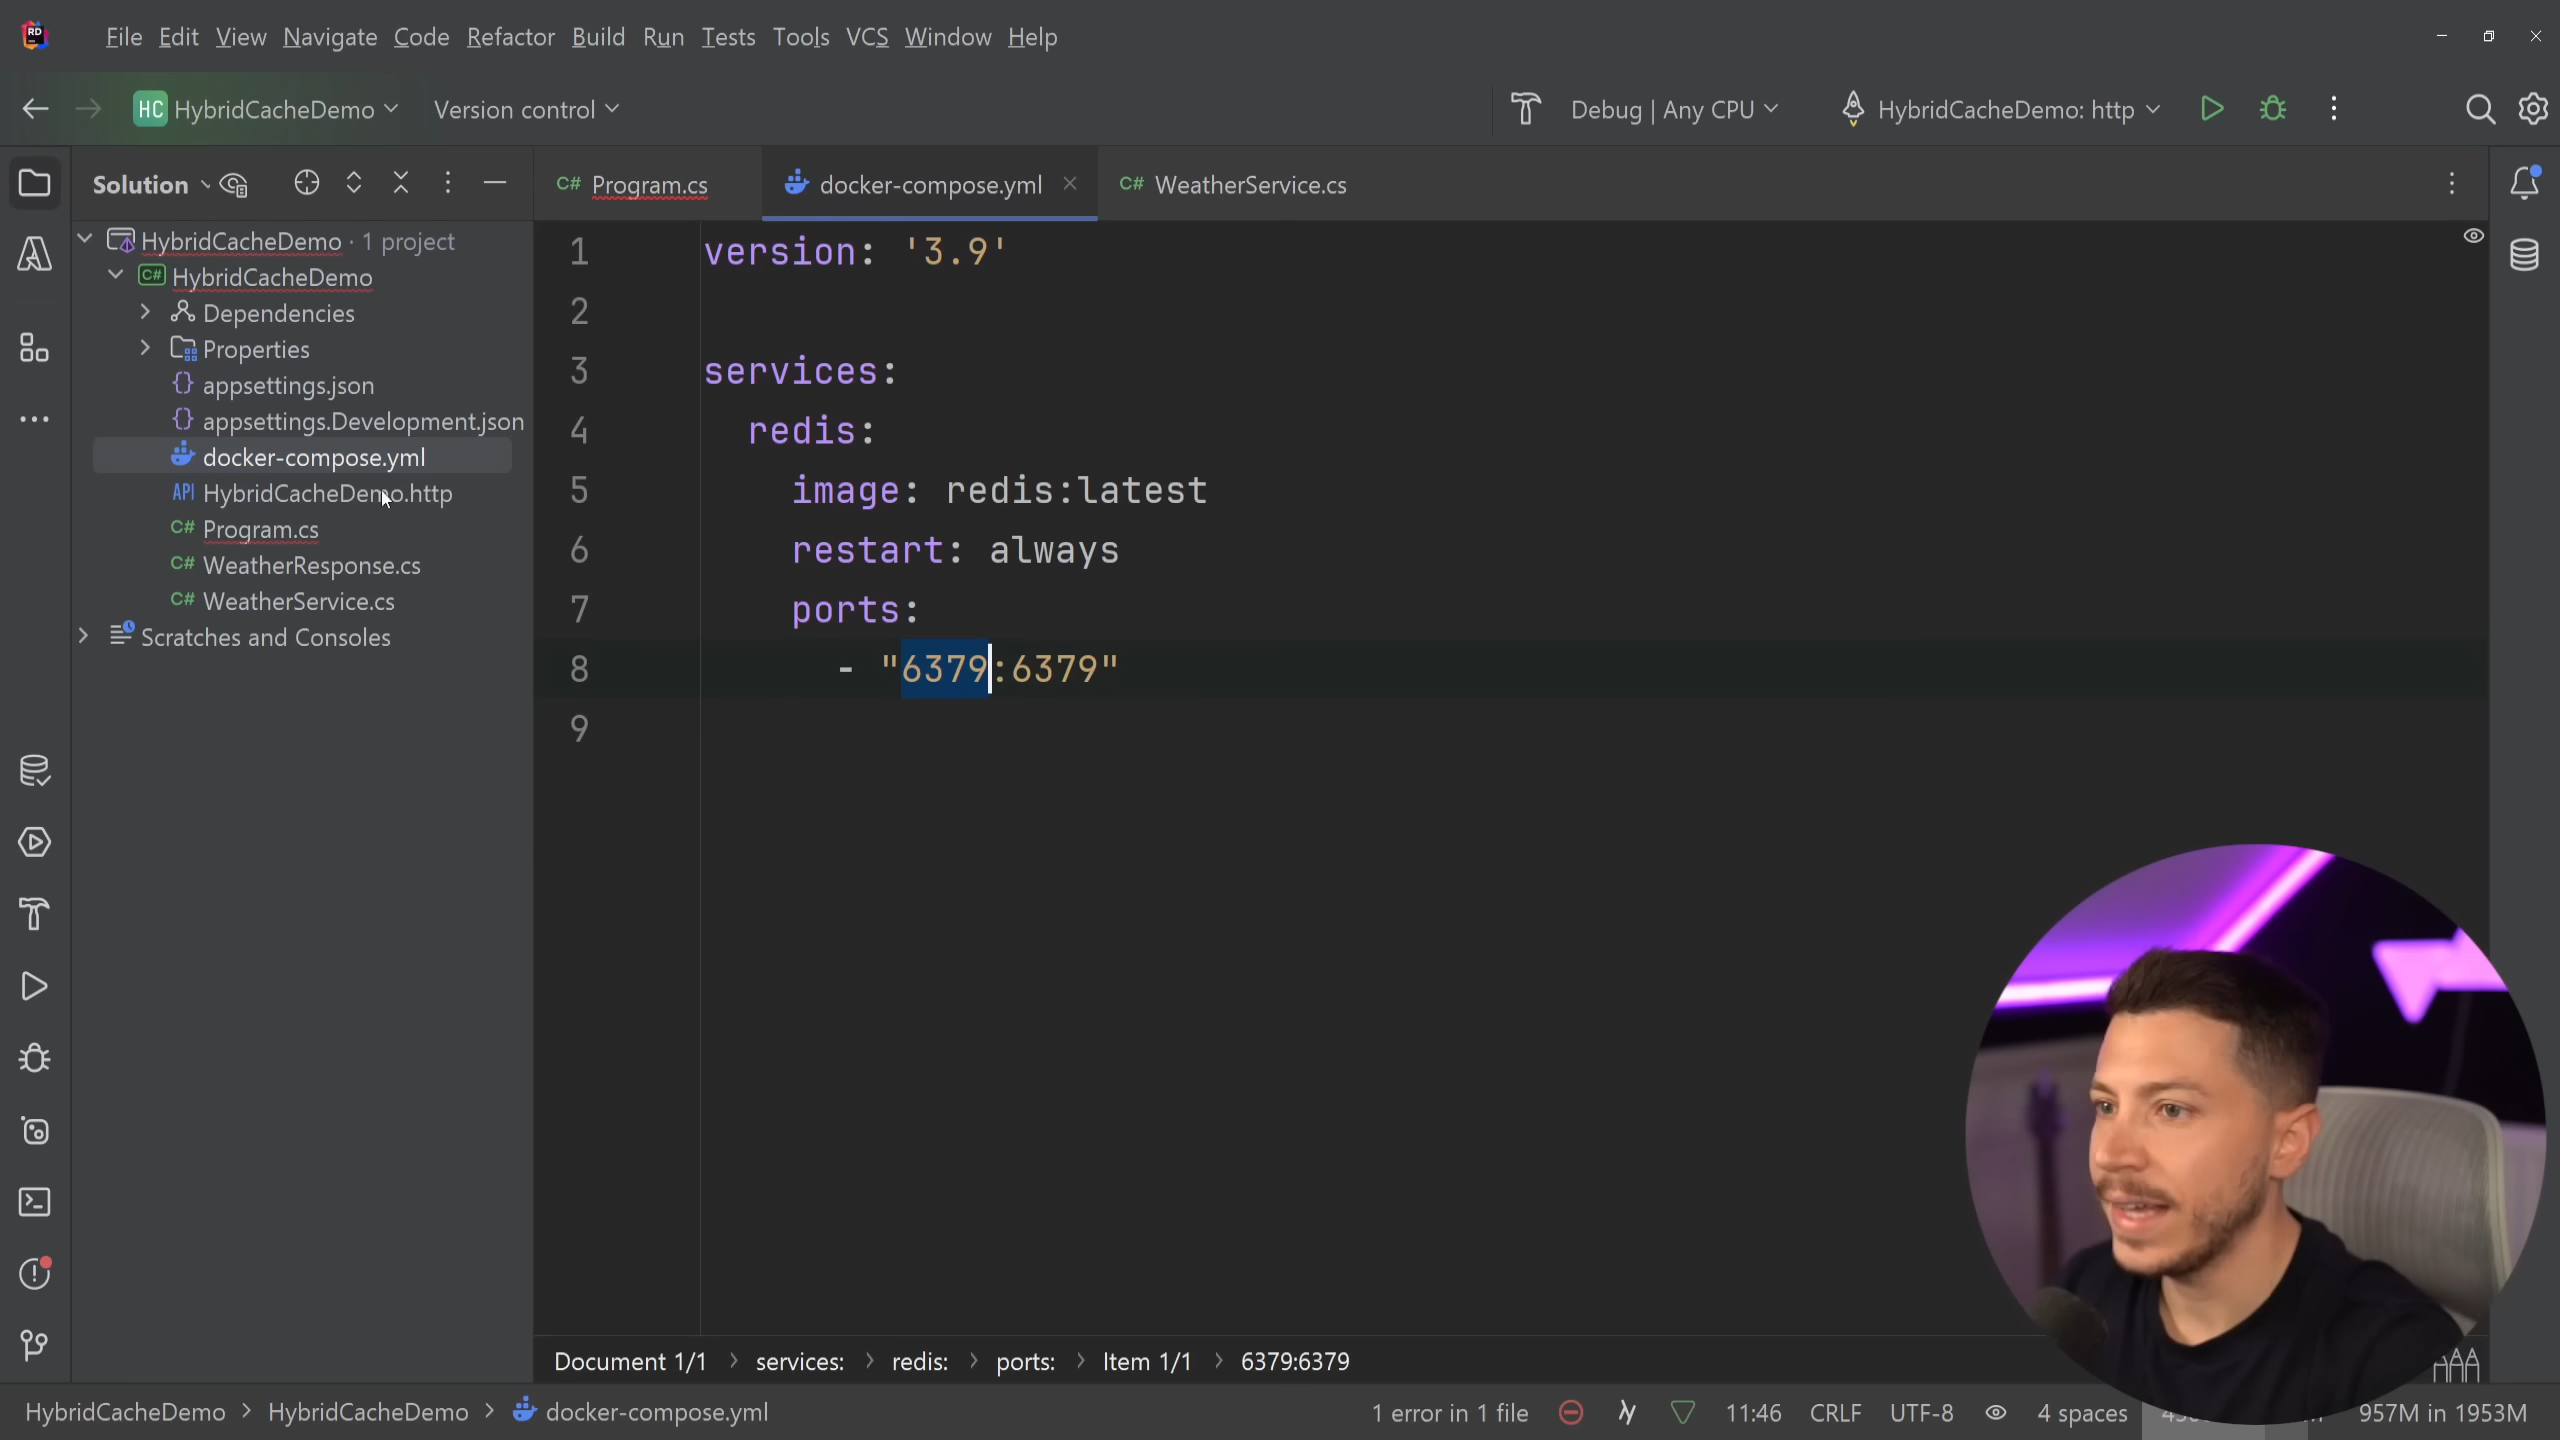 RD File Edit View Navigate Code Refactor Build Run Tests Tools VCS Window Help
HC HybridCacheDemo Version control Debug | Any CPU HybridCacheDemo: http
Solution
C# Program.cs docker-compose.yml C# WeatherService.cs
HybridCacheDemo · 1 project
C# HybridCacheDemo
Dependencies
Properties
{} appsettings.json
{} appsettings.Development.json
docker-compose.yml
API HybridCacheDemo.http
C# Program.cs
C# WeatherResponse.cs
C# WeatherService.cs
Scratches and Consoles
1 version: '3.9'
2
3 services:
4 redis:
5 image: redis:latest
6 restart: always
7 ports:
8 - "6379:6379"
9
Document 1/1 > services: > redis: > ports: > Item 1/1 > 6379:6379
HybridCacheDemo > HybridCacheDemo > docker-compose.yml 1 error in 1 file 11:46 CRLF UTF-8 4 spaces 957M in 1953M